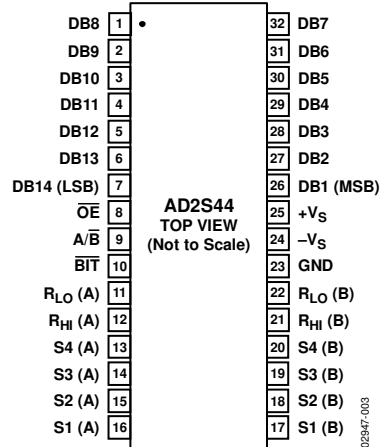 DB8 1 32 DB7
DB9 2 31 DB6
DB10 3 30 DB5
DB11 4 29 DB4
DB12 5 28 DB3
DB13 6 27 DB2
DB14 (LSB) 7 26 DB1 (MSB)
OE 8 AD2S44 25 +VS
A/B 9 TOP VIEW 24 –VS
BIT 10 (Not to Scale) 23 GND
RLO (A) 11 22 RLO (B)
RHI (A) 12 21 RHI (B)
S4 (A) 13 20 S4 (B)
S3 (A) 14 19 S3 (B)
S2 (A) 15 18 S2 (B)
S1 (A) 16 17 S1 (B)
02947-003